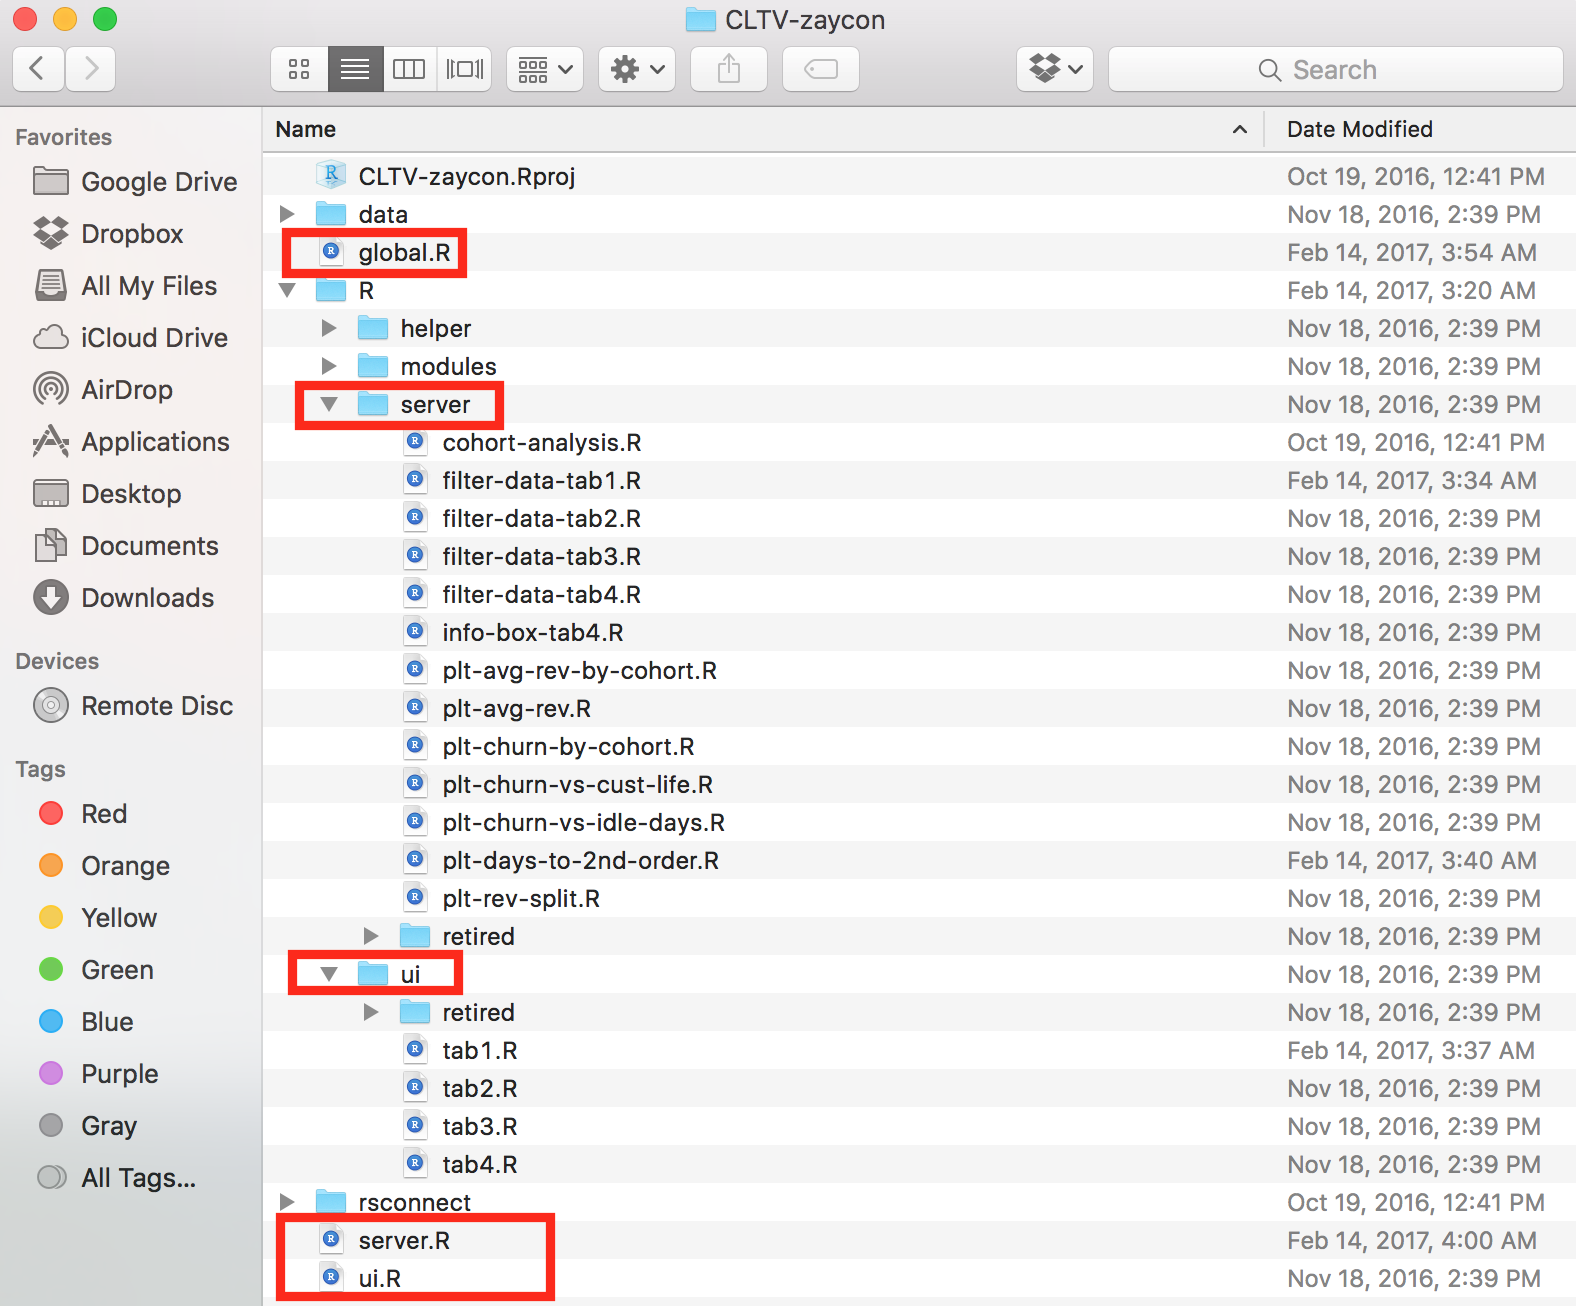 CLTV-zaycon
Search
Favorites
Google Drive
Dropbox
All My Files
iCloud Drive
AirDrop
Applications
Desktop
Documents
Downloads
Devices
Remote Disc
Tags
Red
Orange
Yellow
Green
Blue
Purple
Gray
All Tags...
Name Date Modified
CLTV-zaycon.Rproj Oct 19, 2016, 12:41 PM
data Nov 18, 2016, 2:39 PM
global.R Feb 14, 2017, 3:54 AM
R Feb 14, 2017, 3:20 AM
helper Nov 18, 2016, 2:39 PM
modules Nov 18, 2016, 2:39 PM
server Nov 18, 2016, 2:39 PM
cohort-analysis.R Oct 19, 2016, 12:41 PM
filter-data-tab1.R Feb 14, 2017, 3:34 AM
filter-data-tab2.R Nov 18, 2016, 2:39 PM
filter-data-tab3.R Nov 18, 2016, 2:39 PM
filter-data-tab4.R Nov 18, 2016, 2:39 PM
info-box-tab4.R Nov 18, 2016, 2:39 PM
plt-avg-rev-by-cohort.R Nov 18, 2016, 2:39 PM
plt-avg-rev.R Nov 18, 2016, 2:39 PM
plt-churn-by-cohort.R Nov 18, 2016, 2:39 PM
plt-churn-vs-cust-life.R Nov 18, 2016, 2:39 PM
plt-churn-vs-idle-days.R Nov 18, 2016, 2:39 PM
plt-days-to-2nd-order.R Feb 14, 2017, 3:40 AM
plt-rev-split.R Nov 18, 2016, 2:39 PM
retired Nov 18, 2016, 2:39 PM
ui Nov 18, 2016, 2:39 PM
retired Nov 18, 2016, 2:39 PM
tab1.R Feb 14, 2017, 3:37 AM
tab2.R Nov 18, 2016, 2:39 PM
tab3.R Nov 18, 2016, 2:39 PM
tab4.R Nov 18, 2016, 2:39 PM
rsconnect Oct 19, 2016, 12:41 PM
server.R Feb 14, 2017, 4:00 AM
ui.R Nov 18, 2016, 2:39 PM